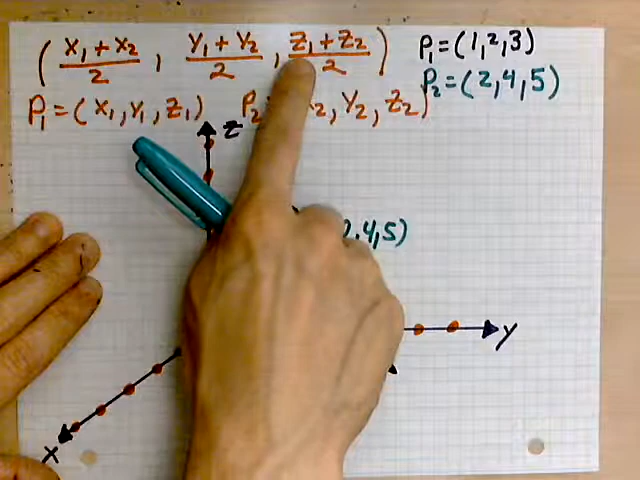 ( X₁ + X₂ / 2 , Y₁ + Y₂ / 2 , Z₁ + Z₂ / 2 )
P₁ = (1, 2, 3)
P₂ = (2, 4, 5)
P₁ = ( X₁, Y₁, Z₁ ) P₂ Y₂, Z₂ )
Z
4, 5)
y
x